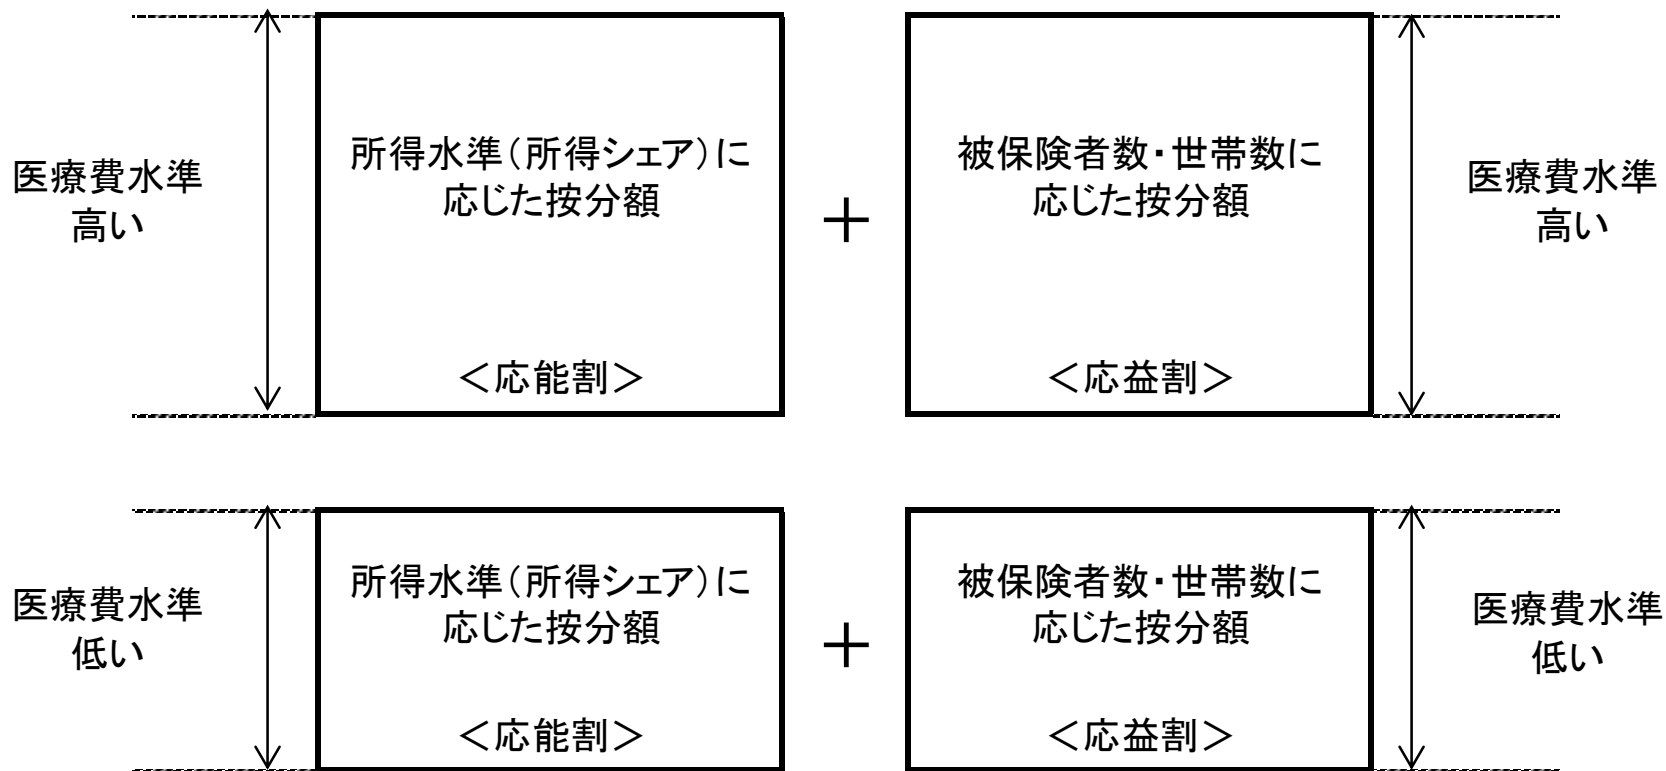 医療費水準
高い
所得水準(所得シェア)に
応じた按分額
<応能割>
+
被保険者数・世帯数に
応じた按分額
<応益割>
医療費水準
高い
医療費水準
低い
所得水準(所得シェア)に
応じた按分額
<応能割>
+
被保険者数・世帯数に
応じた按分額
<応益割>
医療費水準
低い